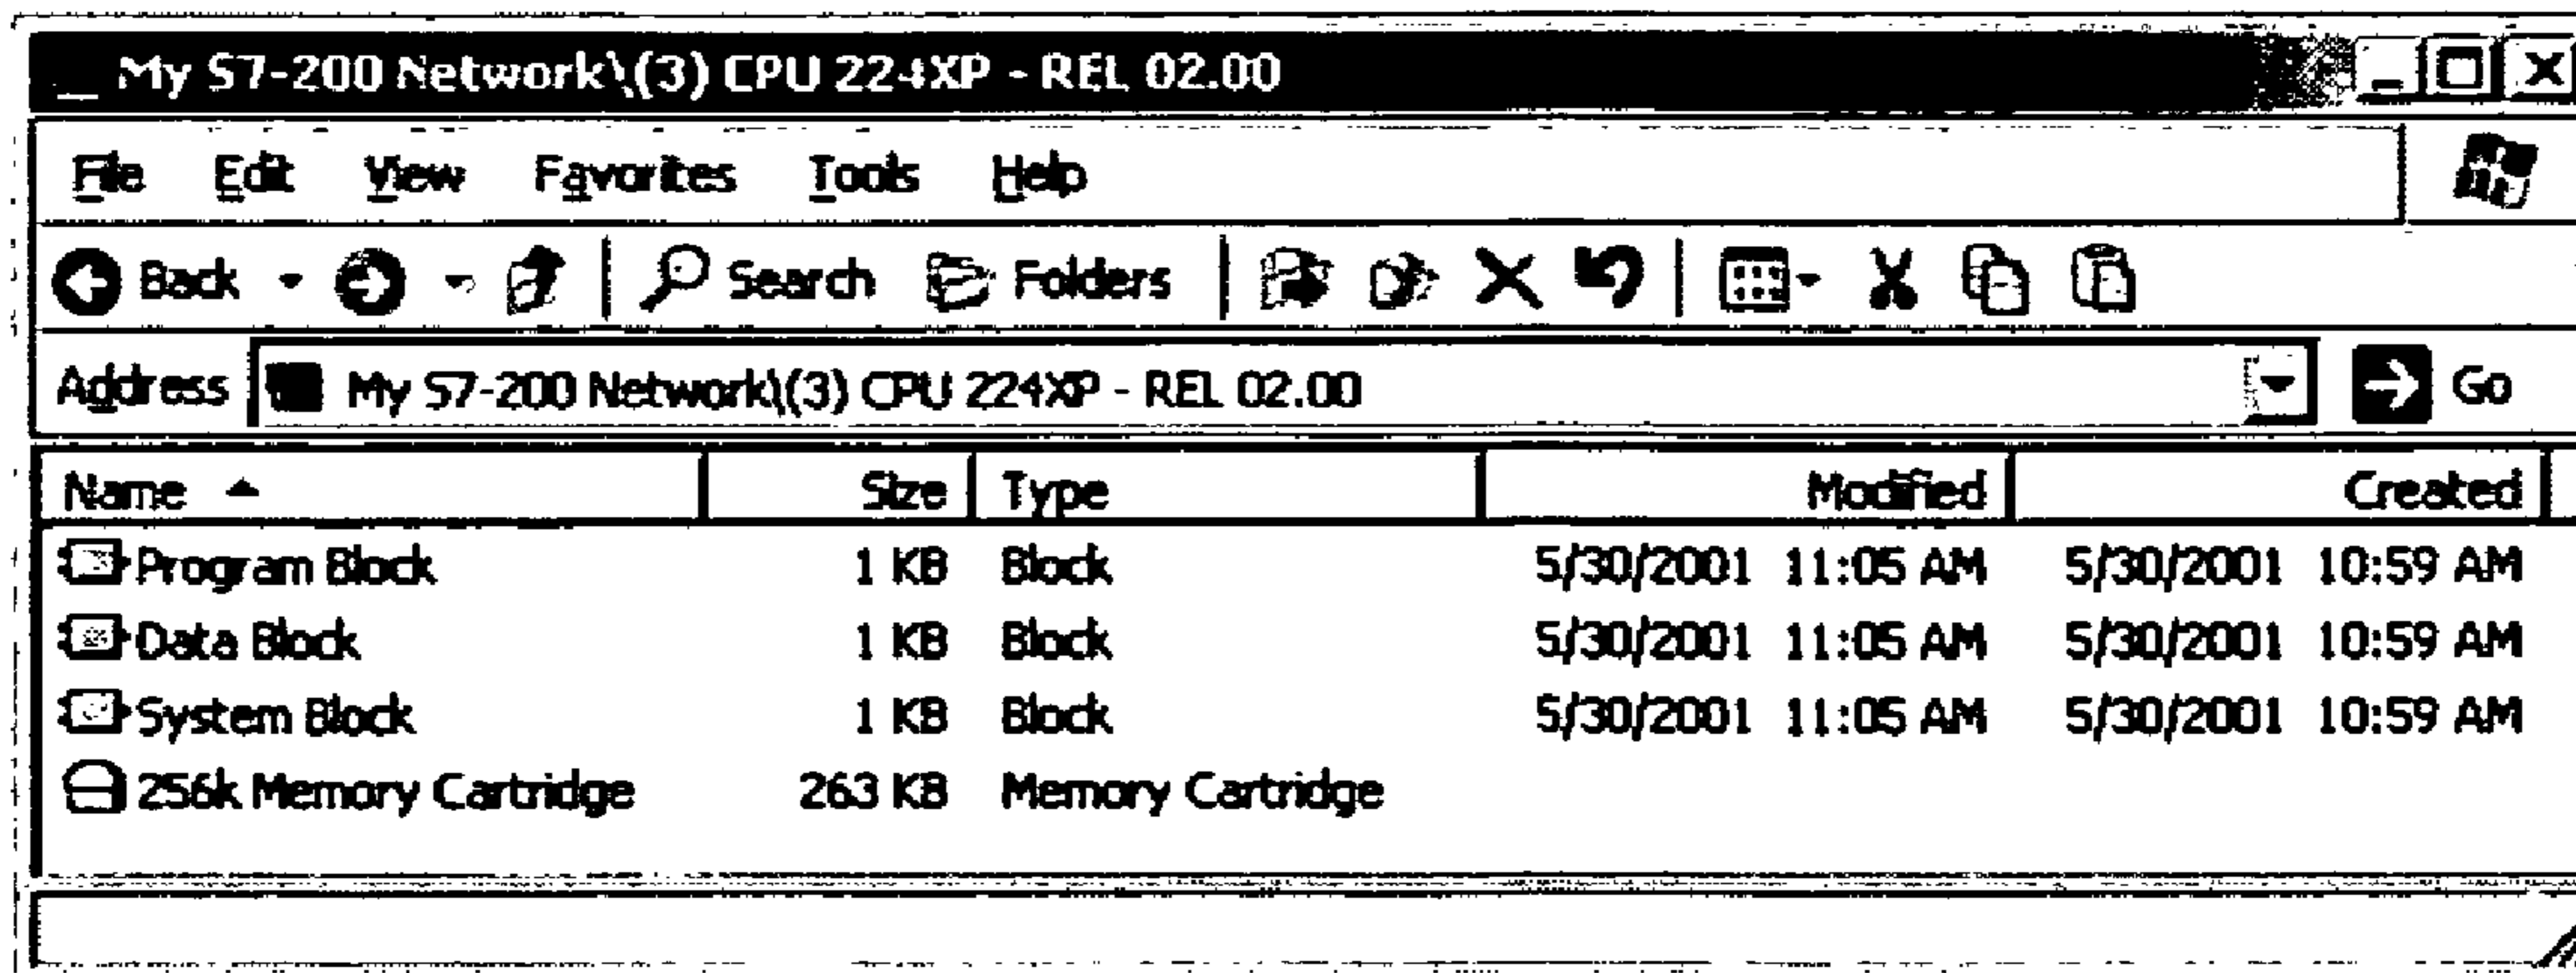 My S7-200 Network\(3) CPU 224XP - REL 02.00
File Edit View Favorites Tools Help
Back Search Folders
Address My S7-200 Network\(3) CPU 224XP - REL 02.00 Go
Name Size Type Modified Created
Program Block 1 KB Block 5/30/2001 11:05 AM 5/30/2001 10:59 AM
Data Block 1 KB Block 5/30/2001 11:05 AM 5/30/2001 10:59 AM
System Block 1 KB Block 5/30/2001 11:05 AM 5/30/2001 10:59 AM
256k Memory Cartridge 263 KB Memory Cartridge